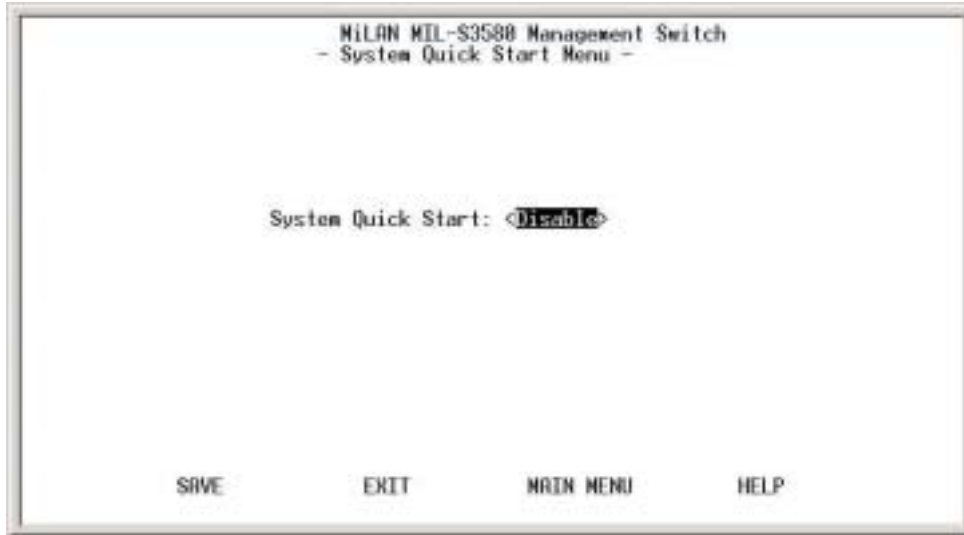 MiLAN MIL-S3580 Management Switch
- System Quick Start Menu -
System Quick Start: <Disable>
SAVE EXIT MAIN MENU HELP